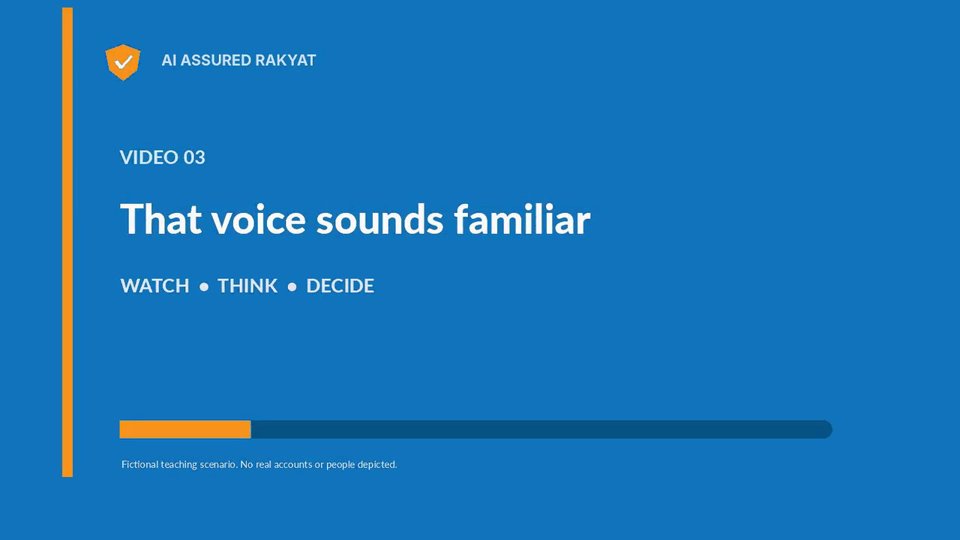 AI ASSURED RAKYAT
VIDEO 03
That voice sounds familiar
WATCH ● THINK ● DECIDE
Fictional teaching scenario. No real accounts or people depicted.